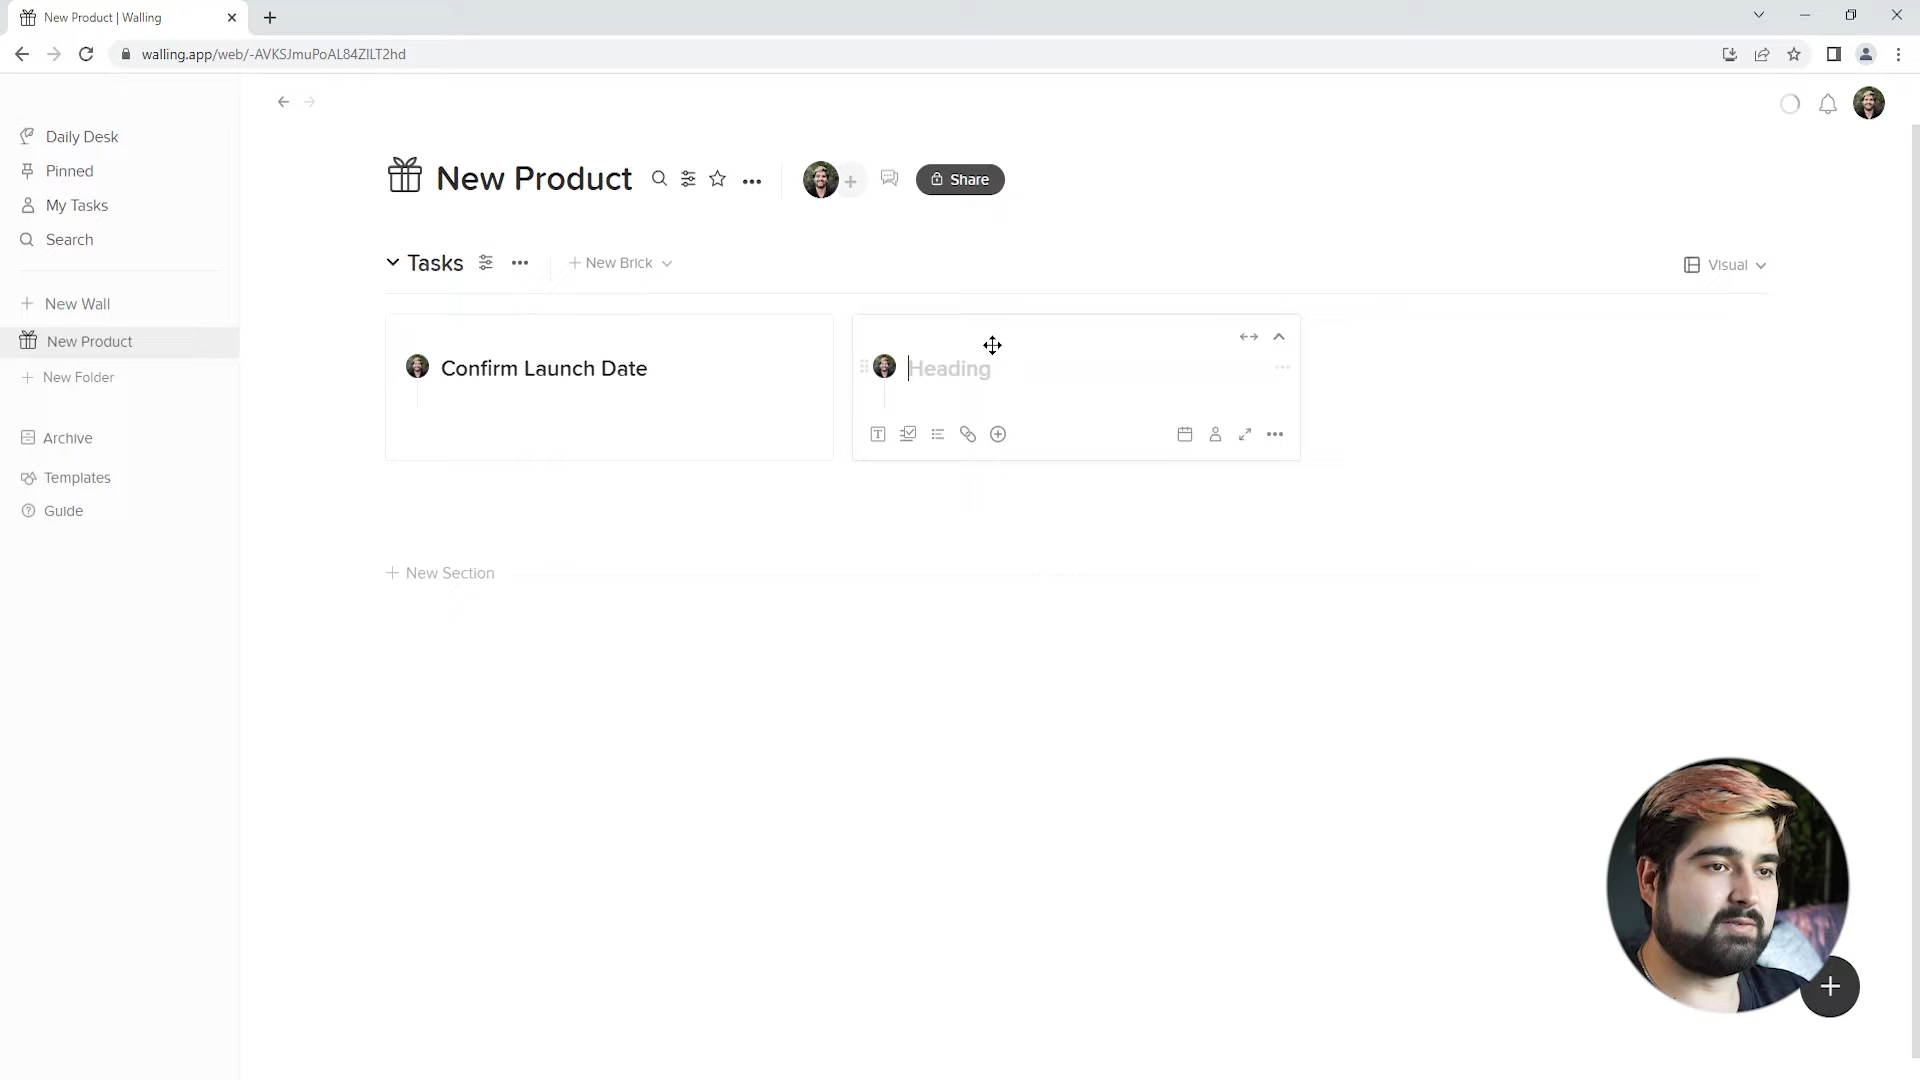 New Product | Walling
walling.app/web/-AVKSJmuPoAL84ZILT2hd
Daily Desk
Pinned
My Tasks
Search
New Wall
New Product
New Folder
Archive
Templates
Guide
New Product
Share
Tasks
New Brick
Visual
Confirm Launch Date
Heading
New Section